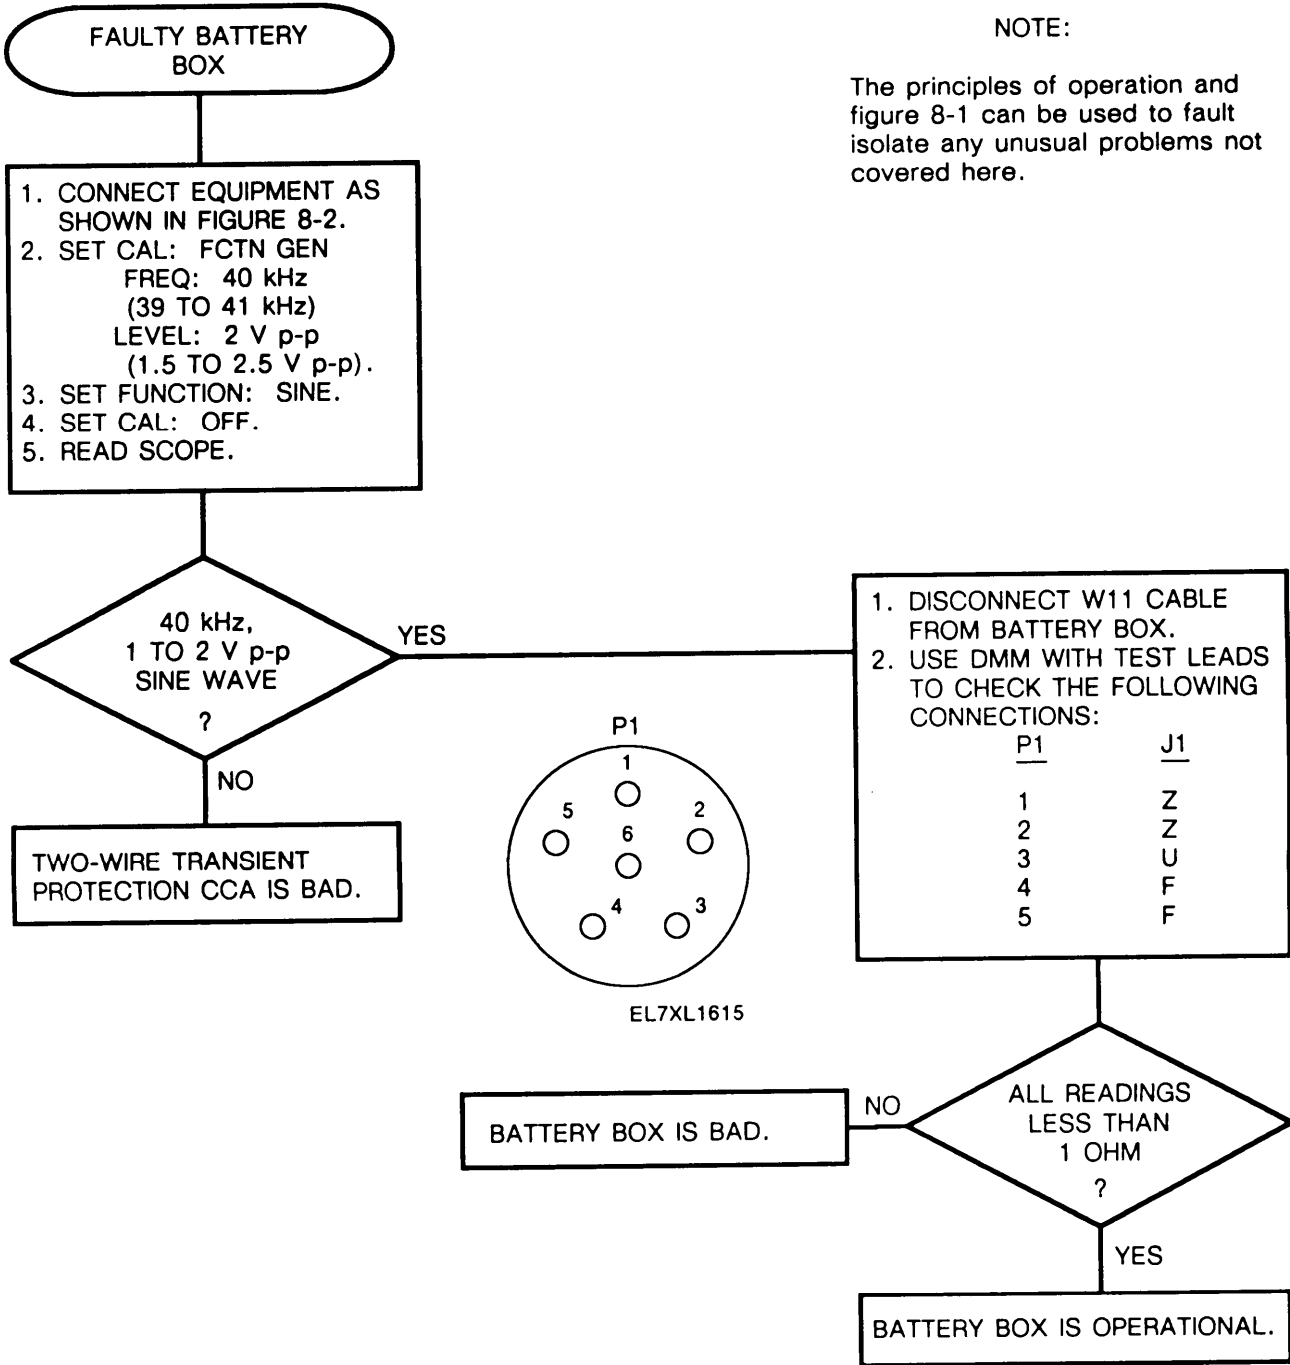 FAULTY BATTERY
BOX
NOTE:
The principles of operation and
figure 8-1 can be used to fault
isolate any unusual problems not
covered here.
1. CONNECT EQUIPMENT AS
SHOWN IN FIGURE 8-2.
2. SET CAL: FCTN GEN
FREQ: 40 kHz
(39 TO 41 kHz)
LEVEL: 2 V p-p
(1.5 TO 2.5 V p-p).
3. SET FUNCTION: SINE.
4. SET CAL: OFF.
5. READ SCOPE.
40 kHz,
1 TO 2 V p-p
SINE WAVE
?
YES
NO
TWO-WIRE TRANSIENT
PROTECTION CCA IS BAD.
P1
1
5
2
6
4
3
EL7XL1615
1. DISCONNECT W11 CABLE
FROM BATTERY BOX.
2. USE DMM WITH TEST LEADS
TO CHECK THE FOLLOWING
CONNECTIONS:
P1 J1
1 Z
2 Z
3 U
4 F
5 F
ALL READINGS
LESS THAN
1 OHM
?
NO
BATTERY BOX IS BAD.
YES
BATTERY BOX IS OPERATIONAL.